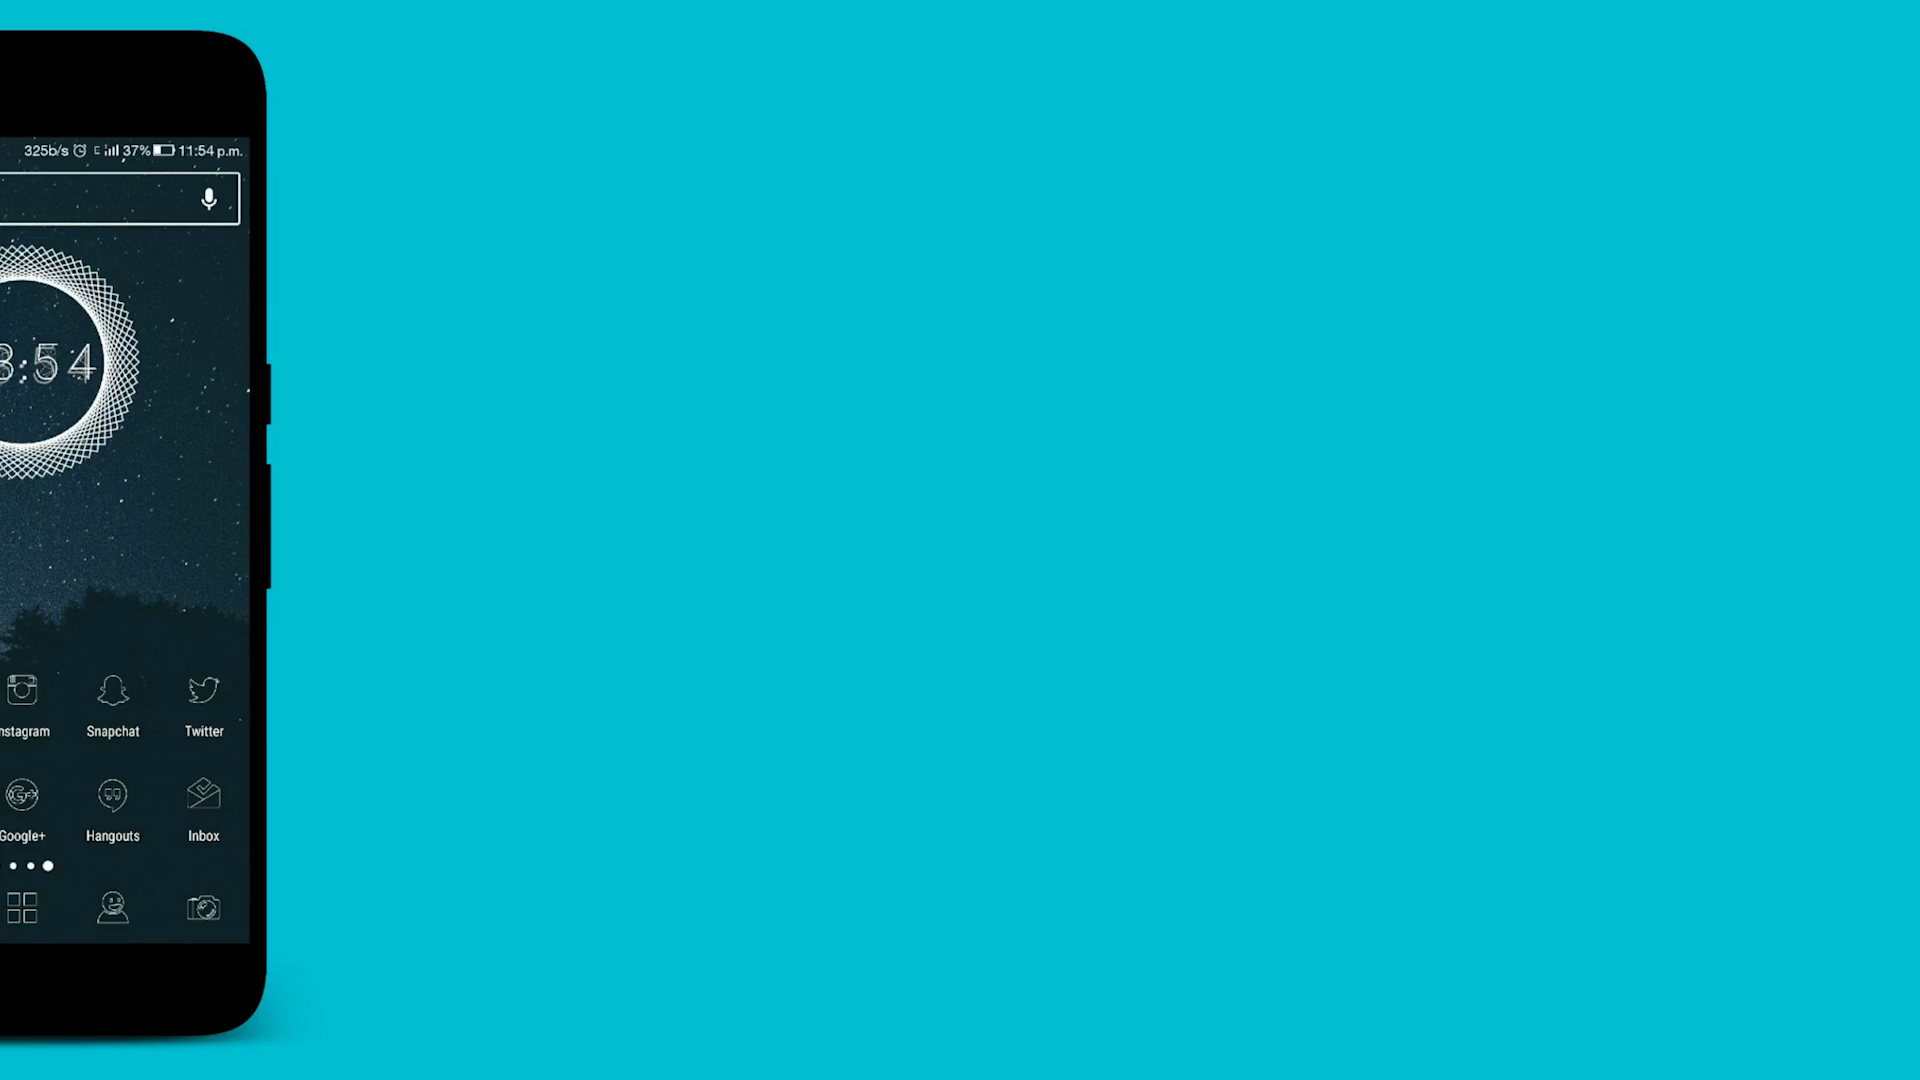 325b/s E 37% 11:54 p.m.
3:54
nstagram Snapchat Twitter
G+
Google+ Hangouts Inbox